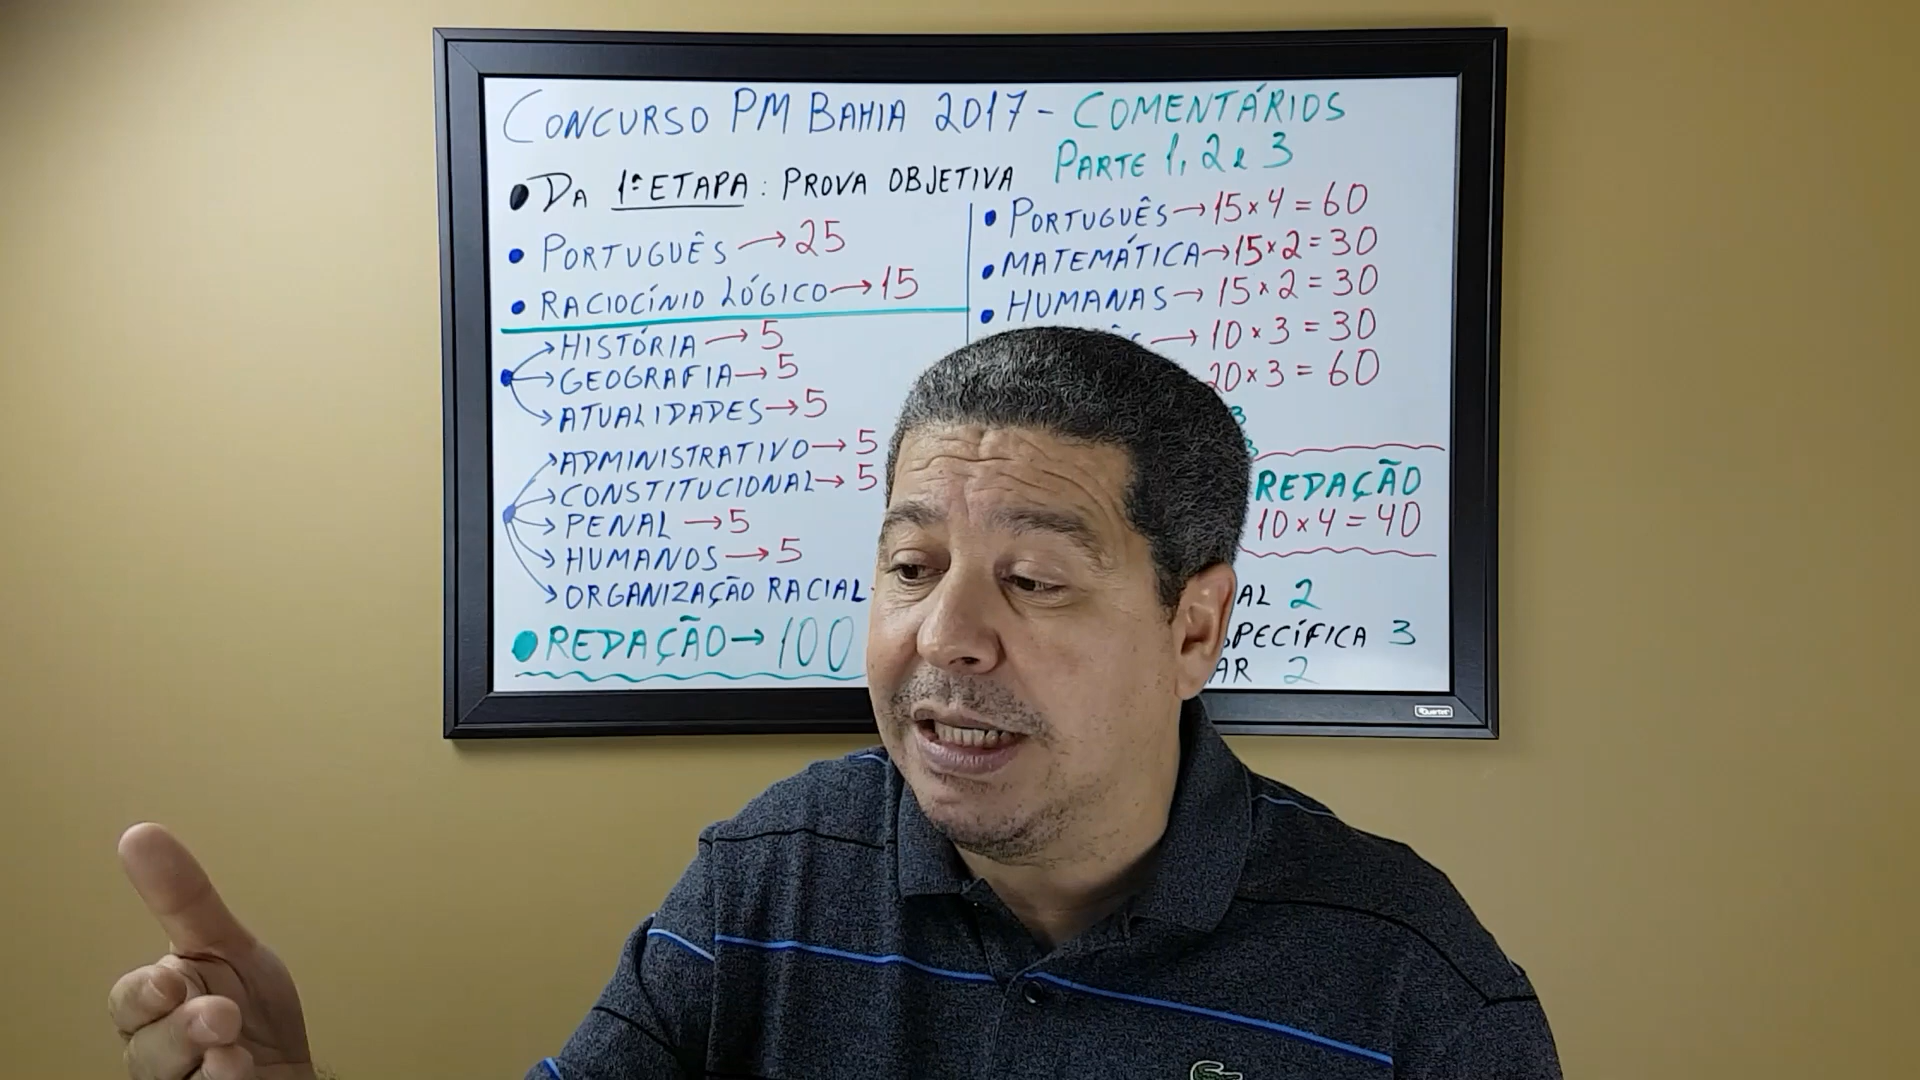 CONCURSO PM BAHIA 2017 - COMENTÁRIOS
PARTE 1, 2 e 3
• DA 1ª ETAPA: PROVA OBJETIVA
• PORTUGUÊS → 25
• RACIOCÍNIO LÓGICO → 15
→ HISTÓRIA → 5
→ GEOGRAFIA → 5
→ ATUALIDADES → 5
→ ADMINISTRATIVO → 5
→ CONSTITUCIONAL → 5
→ PENAL → 5
→ HUMANOS → 5
→ ORGANIZAÇÃO RACIAL
• REDAÇÃO → 100
• PORTUGUÊS → 15 x 4 = 60
• MATEMÁTICA → 15 x 2 = 30
• HUMANAS → 15 x 2 = 30
→ 10 x 3 = 30
20 x 3 = 60
3
3
REDAÇÃO
10 x 4 = 40
AL 2
SPECÍFICA 3
AR 2
Quartet